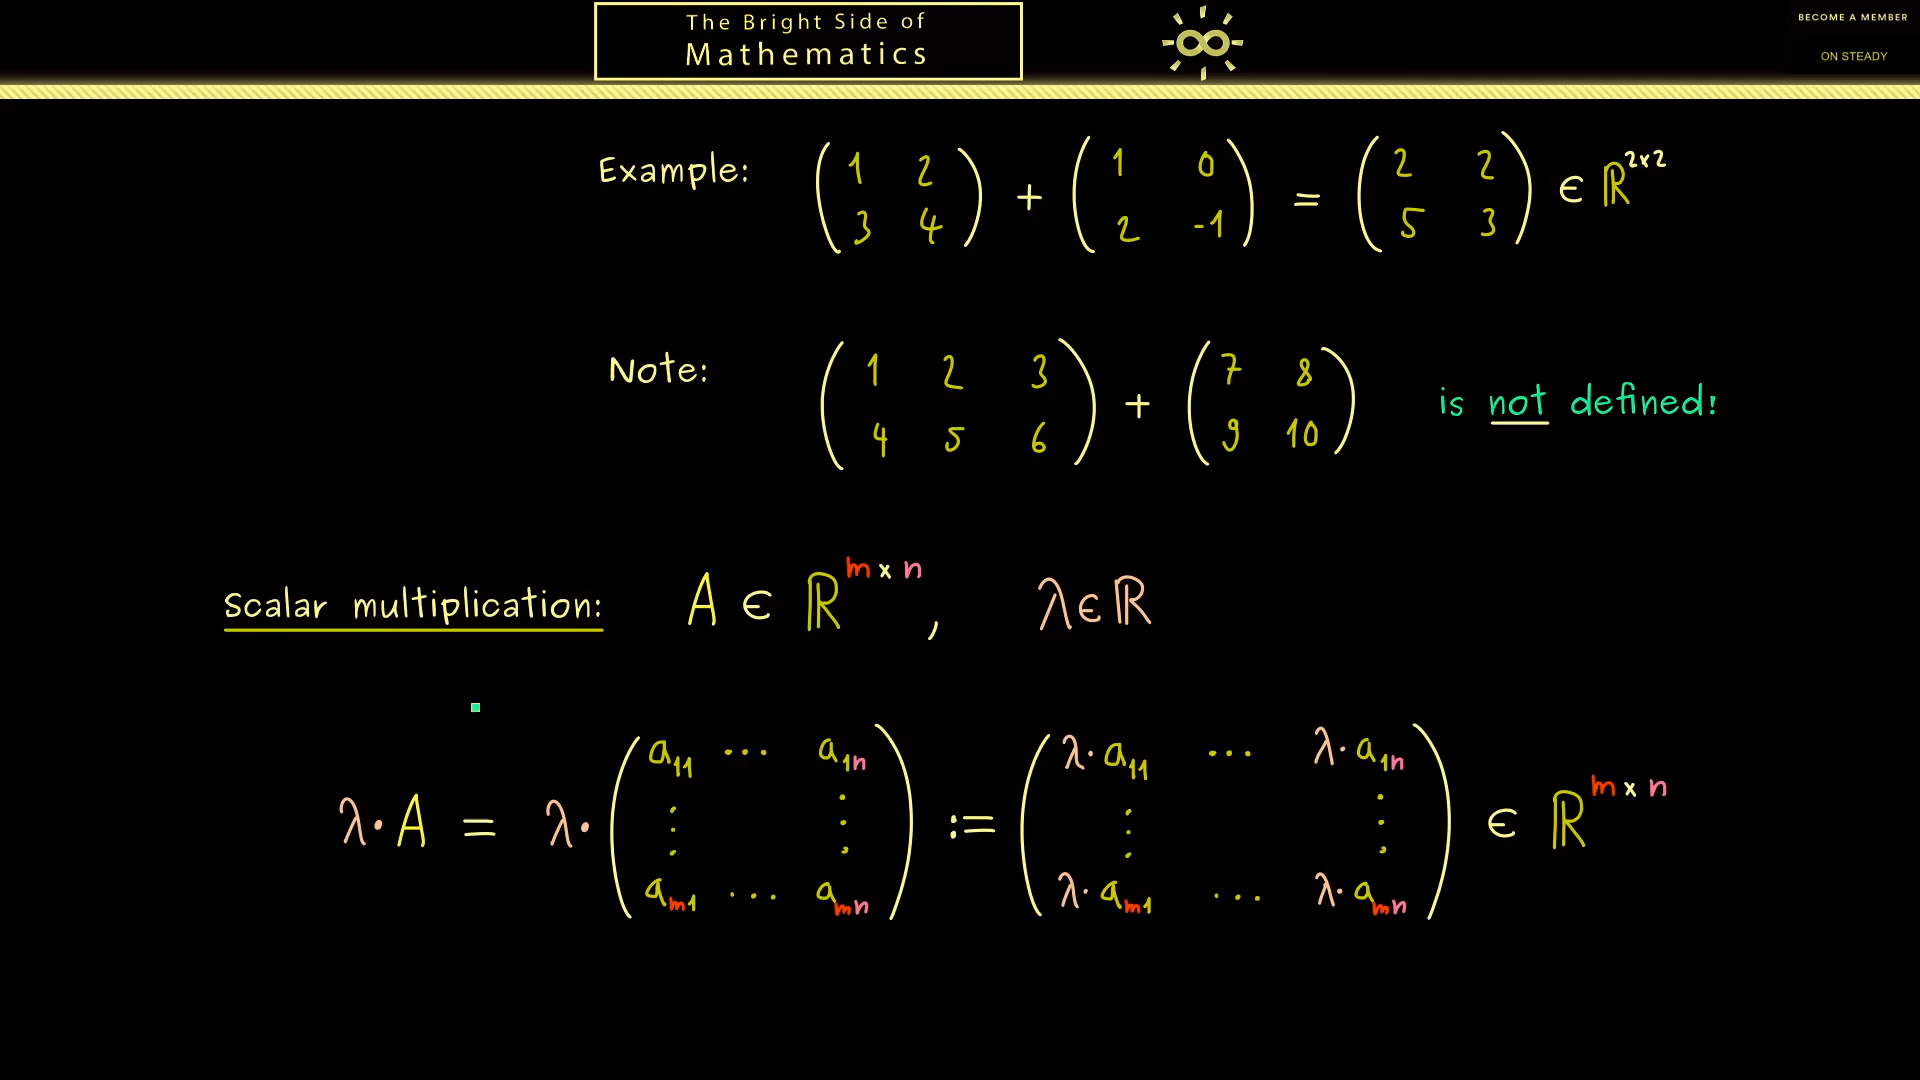 The Bright Side of
Mathematics
BECOME A MEMBER
ON STEADY
Example: ( 1 2 ; 3 4 ) + ( 1 0 ; 2 -1 ) = ( 2 2 ; 5 3 ) ∈ ℝ^{2×2}
Note: ( 1 2 3 ; 4 5 6 ) + ( 7 8 ; 9 10 ) is not defined!
Scalar multiplication: A ∈ ℝ^{m×n}, λ ∈ ℝ
λ·A = λ·( a_{11} ⋯ a_{1n} ; ⋮ ⋮ ; a_{m1} ⋯ a_{mn} ) := ( λ·a_{11} ⋯ λ·a_{1n} ; ⋮ ⋮ ; λ·a_{m1} ⋯ λ·a_{mn} ) ∈ ℝ^{m×n}